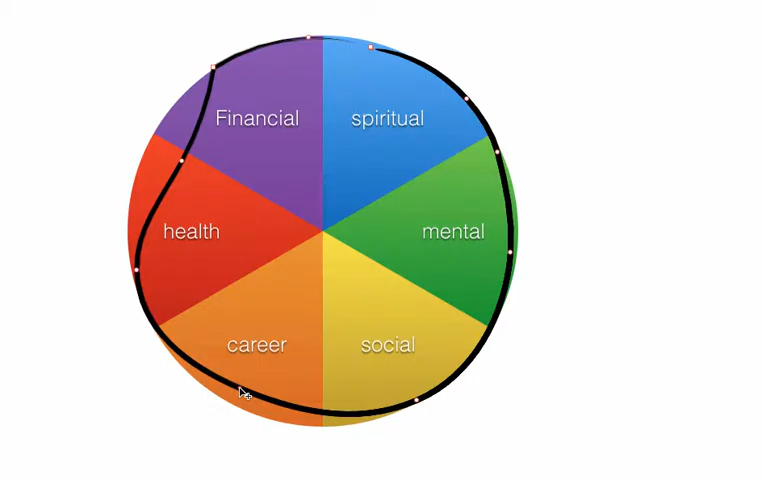 Financial
spiritual
health
mental
career
social